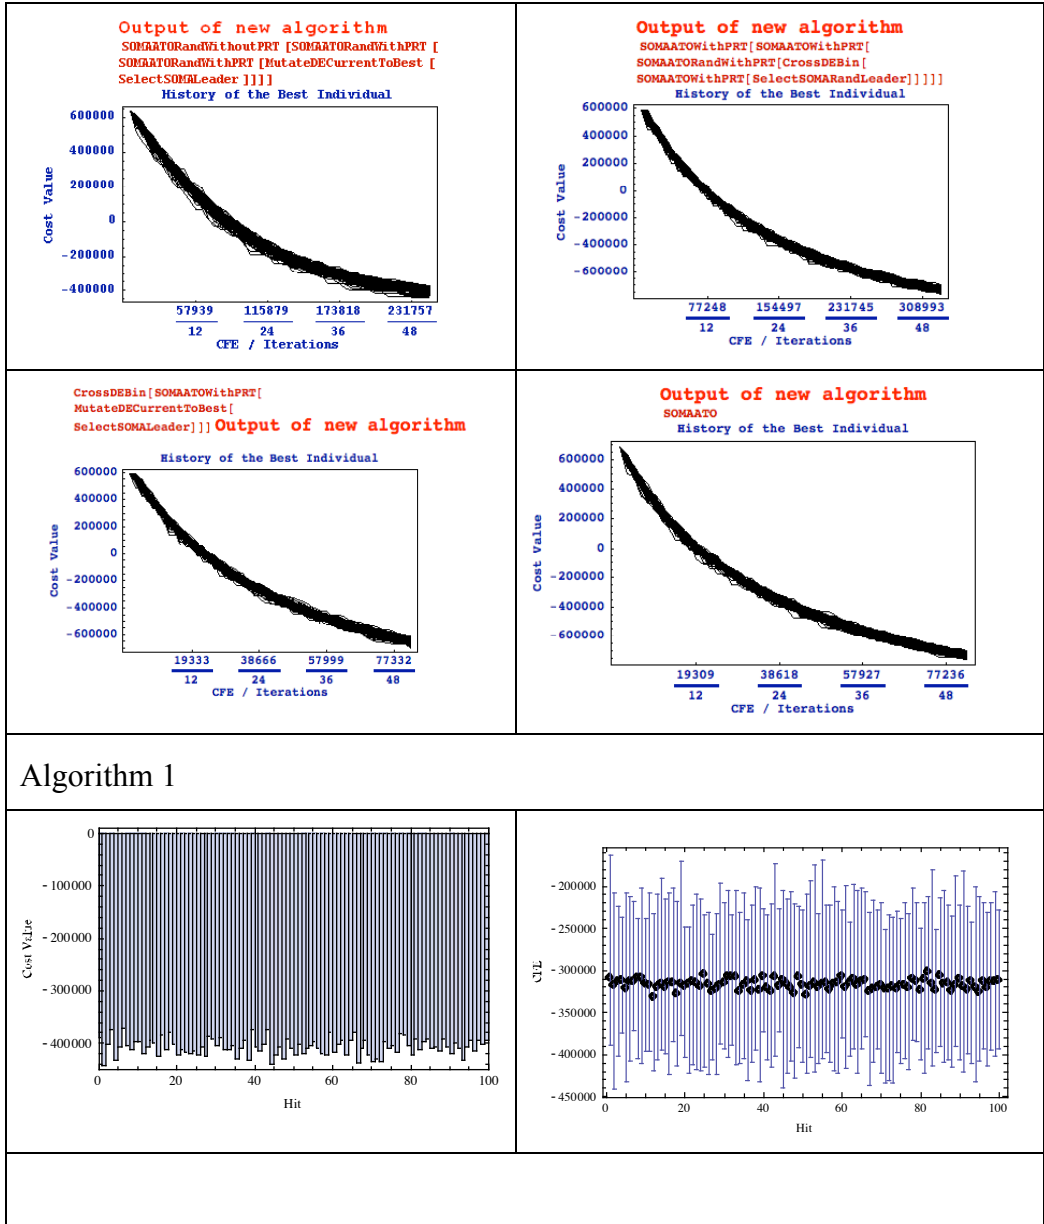 Output of new algorithm
SOMAATORandWithoutPRT [SOMAATORandWithPRT [
SOMAATORandWithPRT [MutateDECurrentToBest [
SelectSOMALeader ]]]]
History of the Best Individual
600000
400000
200000
0
-200000
-400000
Cost Value
57939 115879 173818 231757
12 24 36 48
CFE / Iterations
Output of new algorithm
SOMAATOWithPRT[SOMAATOWithPRT[
SOMAATORandWithPRT[CrossDEBin[
SOMAATOWithPRT[SelectSOMARandLeader]]]]]
History of the Best Individual
600000
400000
200000
0
-200000
-400000
-600000
Cost Value
77248 154497 231745 308993
12 24 36 48
CFE / Iterations
CrossDEBin[SOMAATOWithPRT[
MutateDECurrentToBest[
SelectSOMALeader]]] Output of new algorithm
History of the Best Individual
600000
400000
200000
0
-200000
-400000
-600000
Cost Value
19333 38666 57999 77332
12 24 36 48
CFE / Iterations
Output of new algorithm
SOMAATO
History of the Best Individual
600000
400000
200000
0
-200000
-400000
-600000
Cost Value
19309 38618 57927 77236
12 24 36 48
CFE / Iterations
Algorithm 1
0
-100000
-200000
-300000
-400000
Cost Value
0 20 40 60 80 100
Hit
-200000
-250000
-300000
-350000
-400000
-450000
CFE
0 20 40 60 80 100
Hit